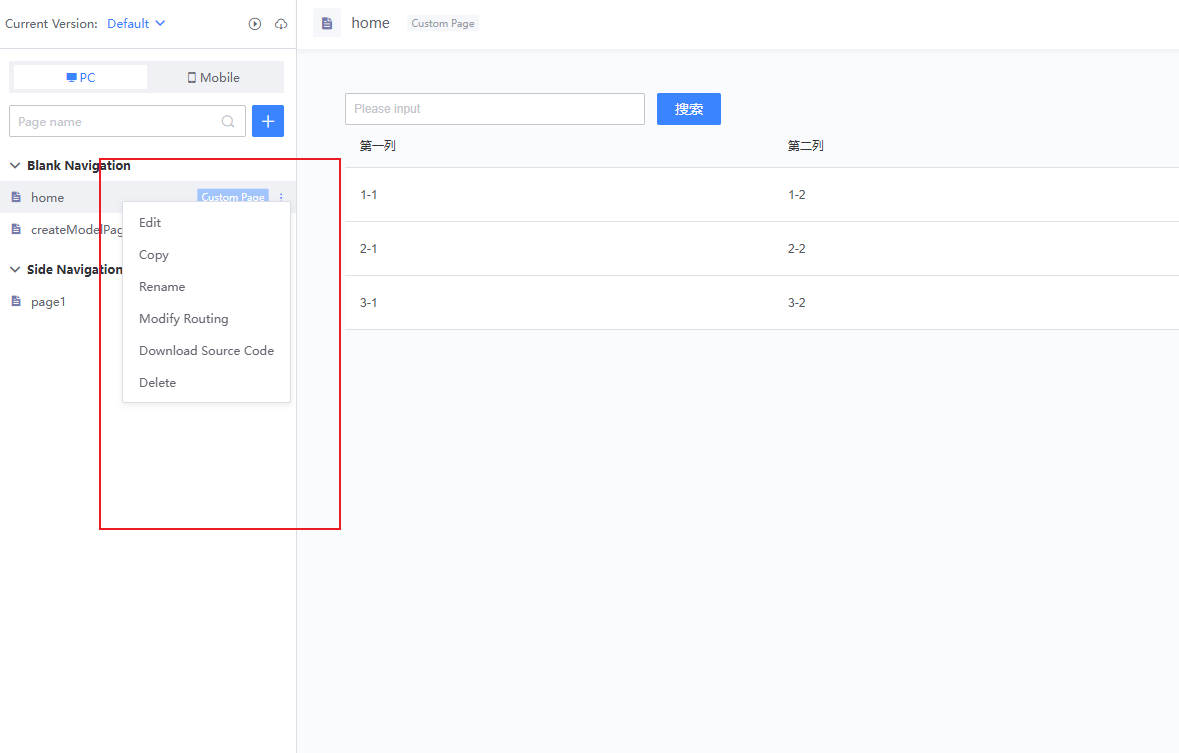 Current Version: Default
home Custom Page
PC Mobile
Page name
Please input 搜索
Blank Navigation
home Custom Page
createModelPag
Side Navigation
page1
Edit
Copy
Rename
Modify Routing
Download Source Code
Delete
第一列 第二列
1-1 1-2
2-1 2-2
3-1 3-2